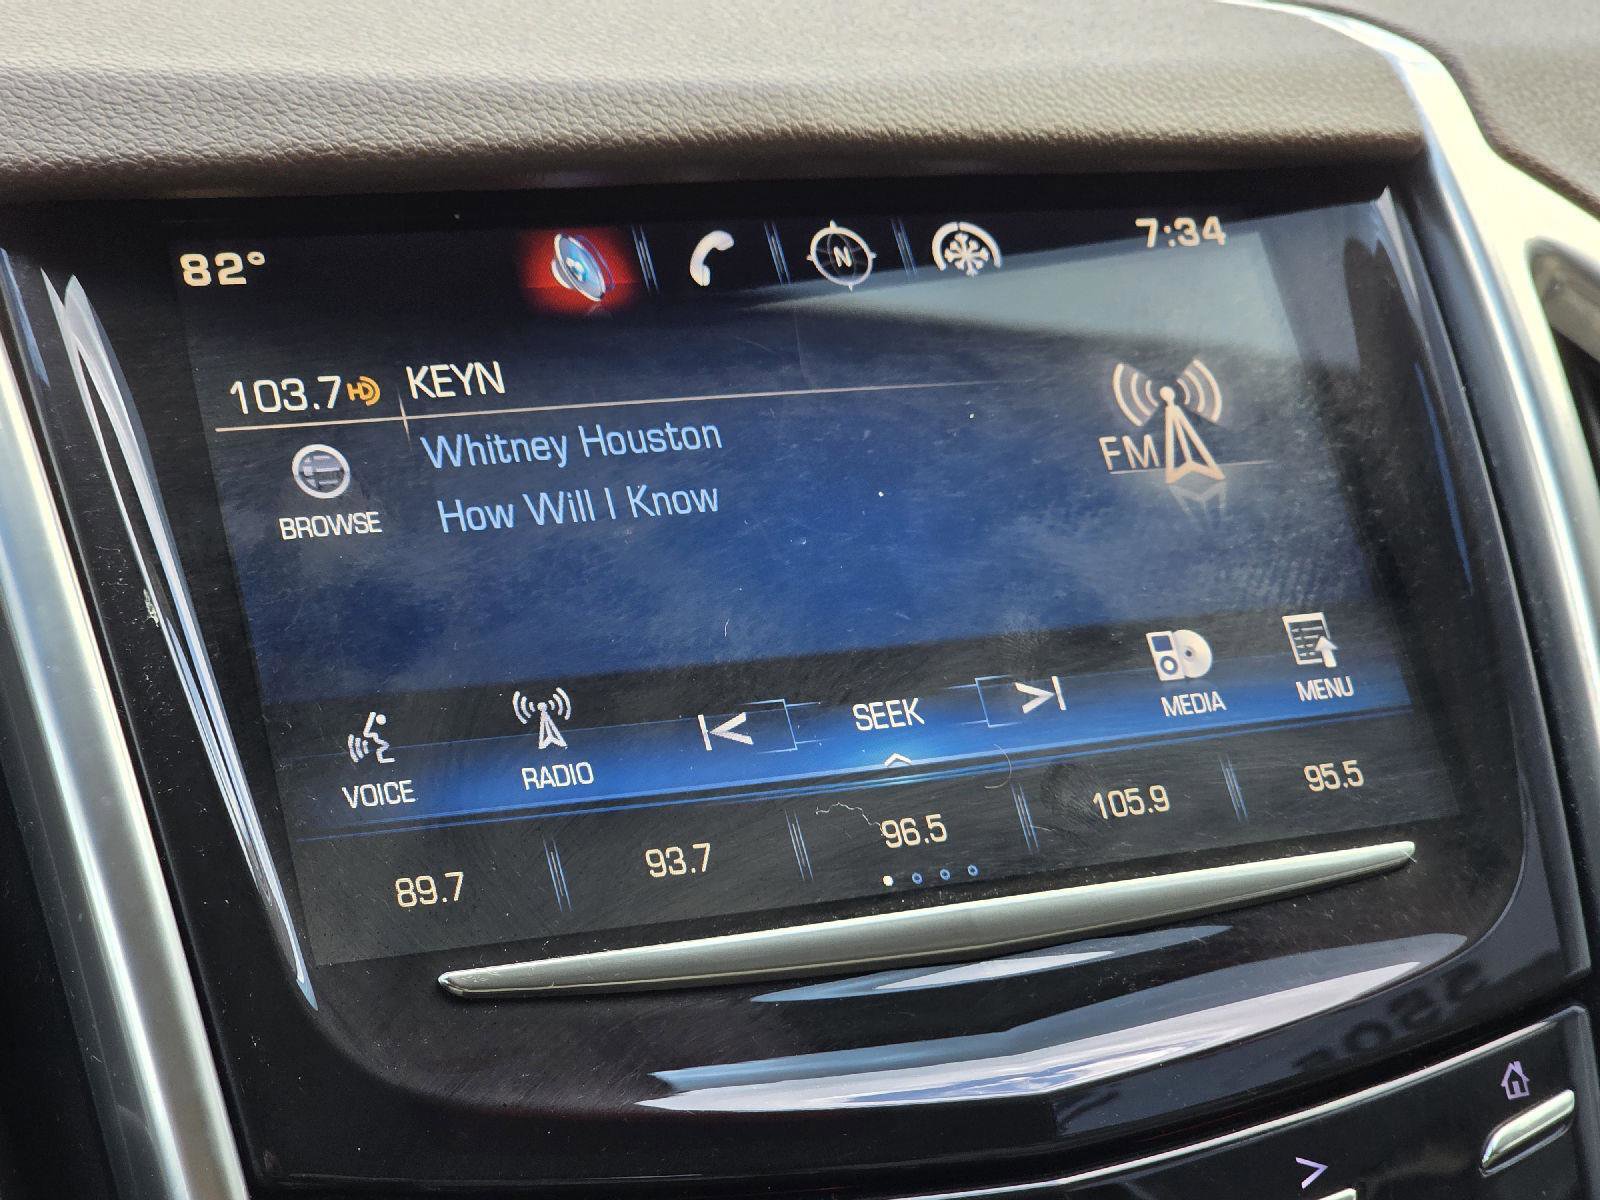 82° 7:34
N
103.7 HD KEYN
Whitney Houston
How Will I Know
BROWSE
FM
VOICE RADIO SEEK MEDIA MENU
89.7 93.7 96.5 105.9 95.5